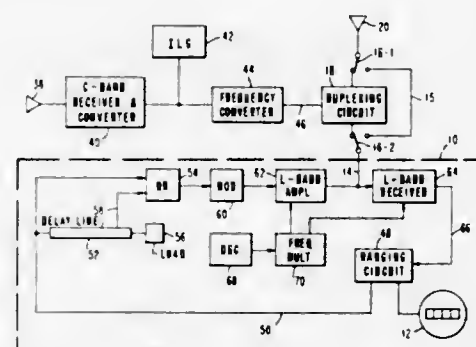 20
ILS
42
16-1
38
C-BAND
RECEIVER &
CONVERTER
40
44
FREQUENCY
CONVERTER
46
18
DUPLEXING
CIRCUIT
15
16-2
10
14
OR
54
MOD
60
62
L-BAND
AMPL
L-BAND
RECEIVER
64
58
DELAY LINE
52
56
LOAD
OSC
68
FREQ
MULT
70
RANGING
CIRCUIT
48
66
50
12